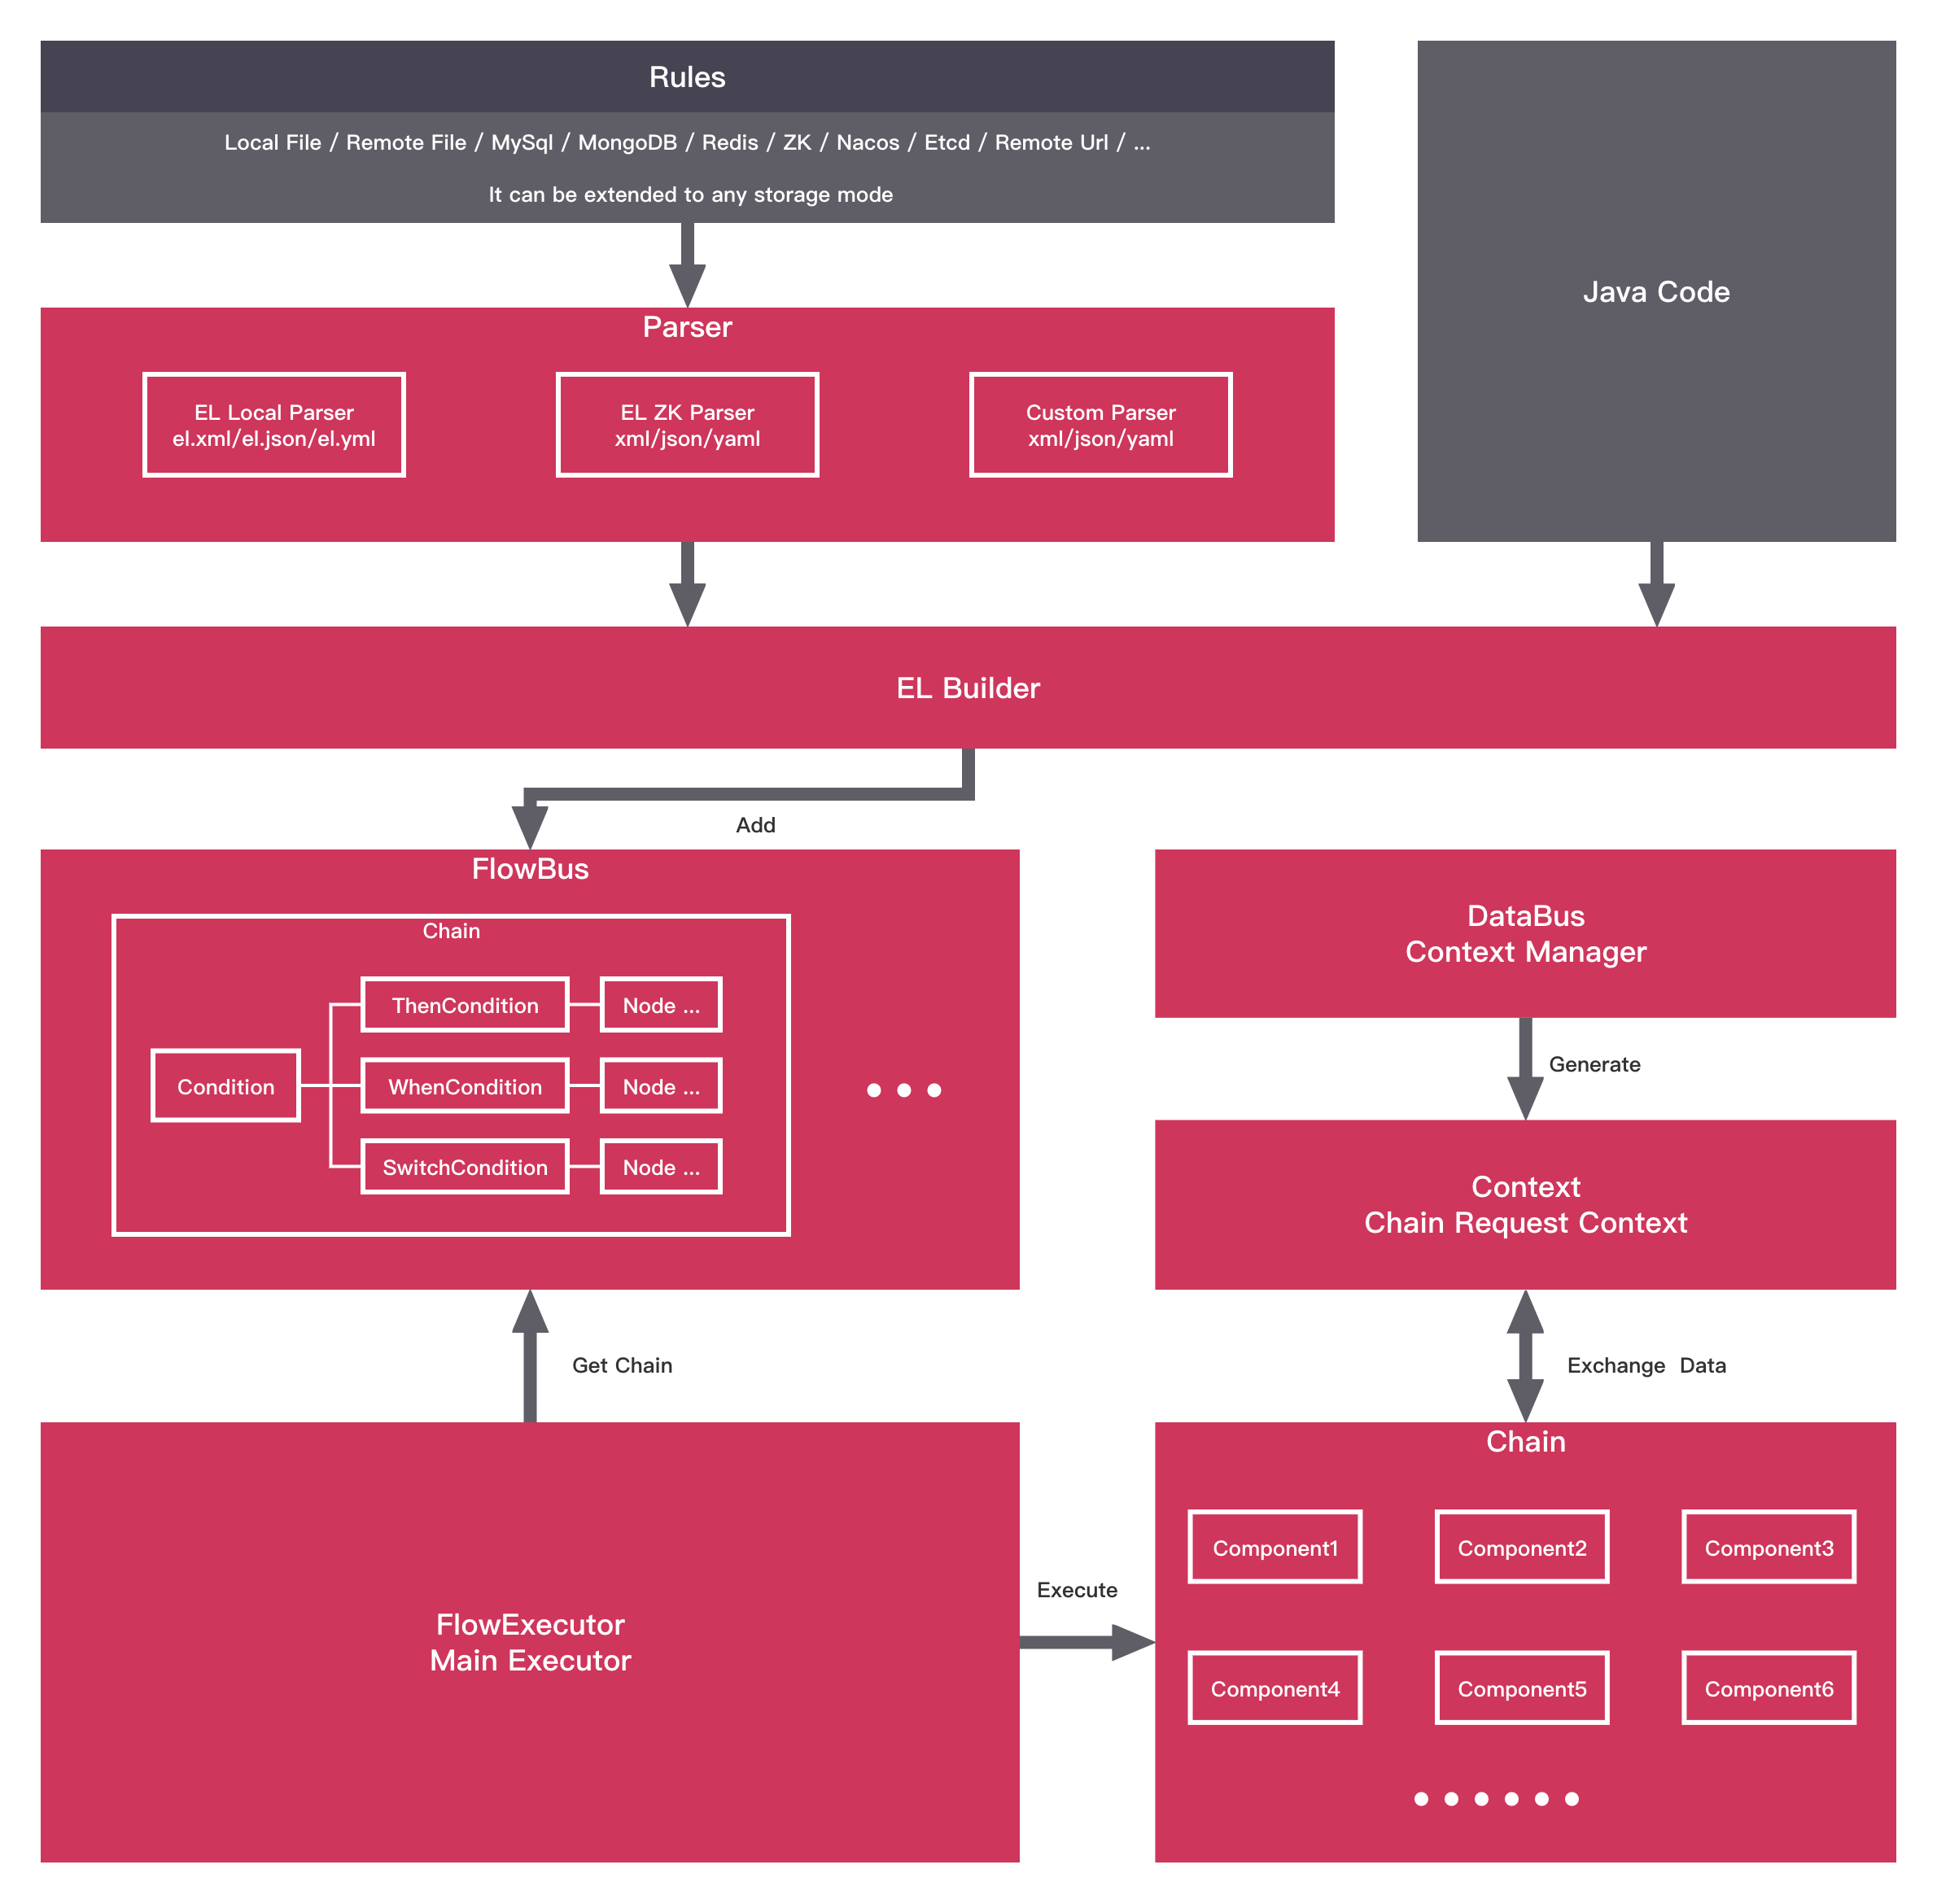 Rules
Local File / Remote File / MySql / MongoDB / Redis / ZK / Nacos / Etcd / Remote Url / ...
It can be extended to any storage mode
Java Code
Parser
EL Local Parser
el.xml/el.json/el.yml
EL ZK Parser
xml/json/yaml
Custom Parser
xml/json/yaml
EL Builder
Add
FlowBus
Chain
Condition
ThenCondition
Node ...
WhenCondition
Node ...
SwitchCondition
Node ...
DataBus
Context Manager
Generate
Context
Chain Request Context
Get Chain
Exchange Data
FlowExecutor
Main Executor
Execute
Chain
Component1
Component2
Component3
Component4
Component5
Component6